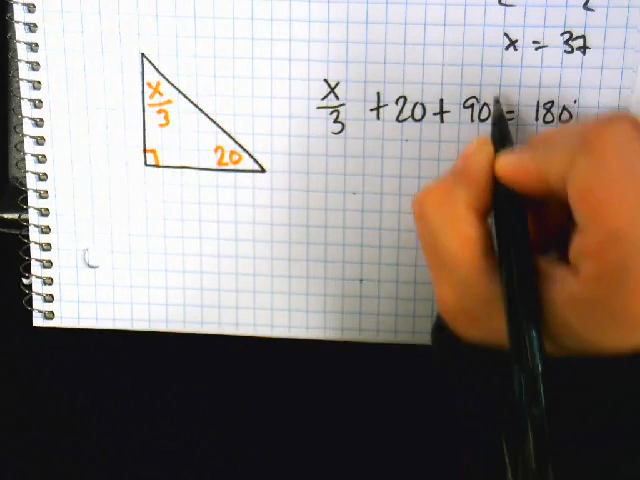 x = 37
x/3
20
x/3 + 20 + 90 = 180°